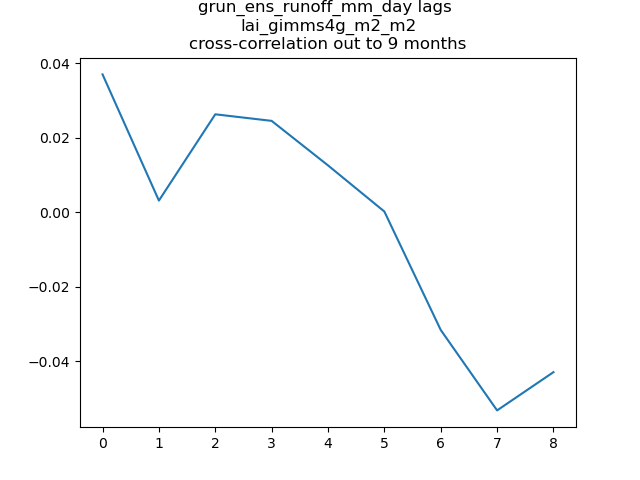 grun_ens_runoff_mm_day lags
lai_gimms4g_m2_m2
cross-correlation out to 9 months
0.04
0.02
0.00
−0.02
−0.04
0 1 2 3 4 5 6 7 8